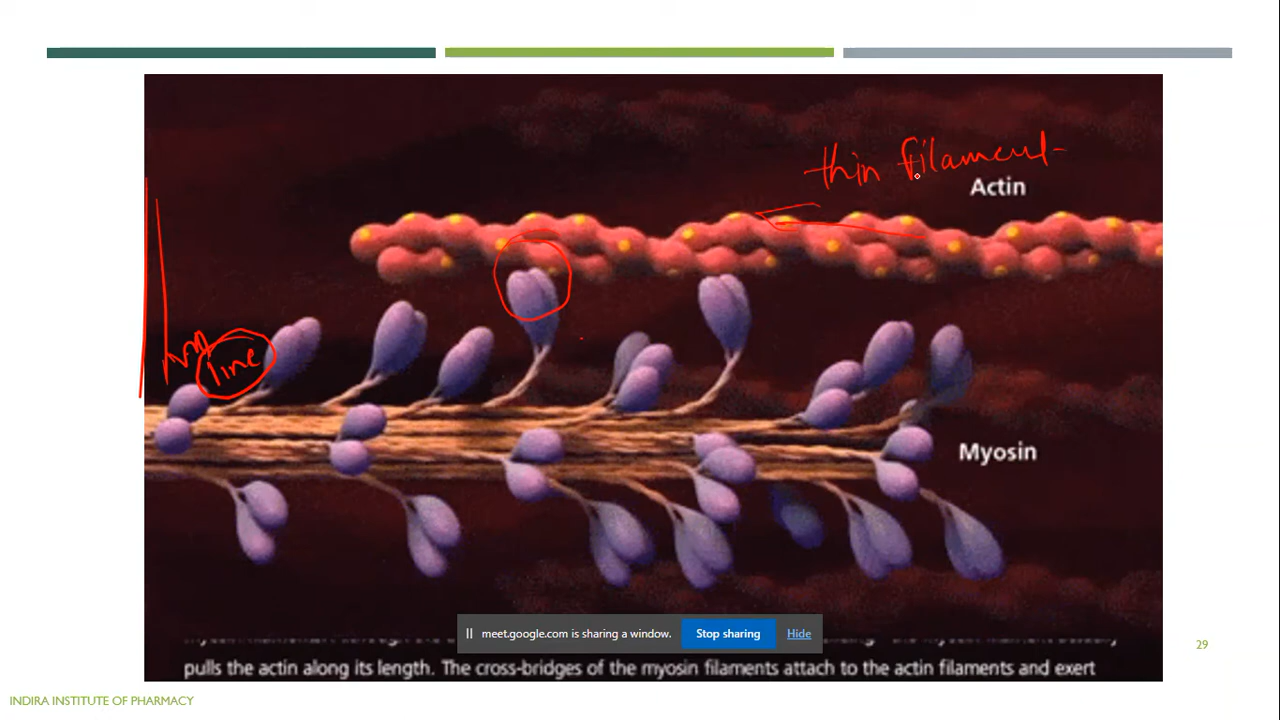 thin filament
Actin
m
line
Myosin
meet.google.com is sharing a window. Stop sharing Hide
pulls the actin along its length. The cross-bridges of the myosin filaments attach to the actin filaments and exert
29
INDIRA INSTITUTE OF PHARMACY